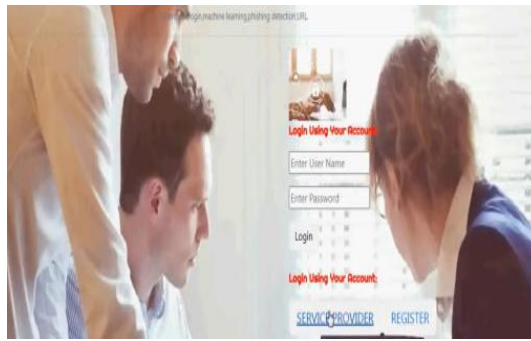 login,machine learning,phishing detection,URL
Login Using Your Account:
Enter User Name
Enter Password
Login
Login Using Your Account:
SERVICE PROVIDER REGISTER